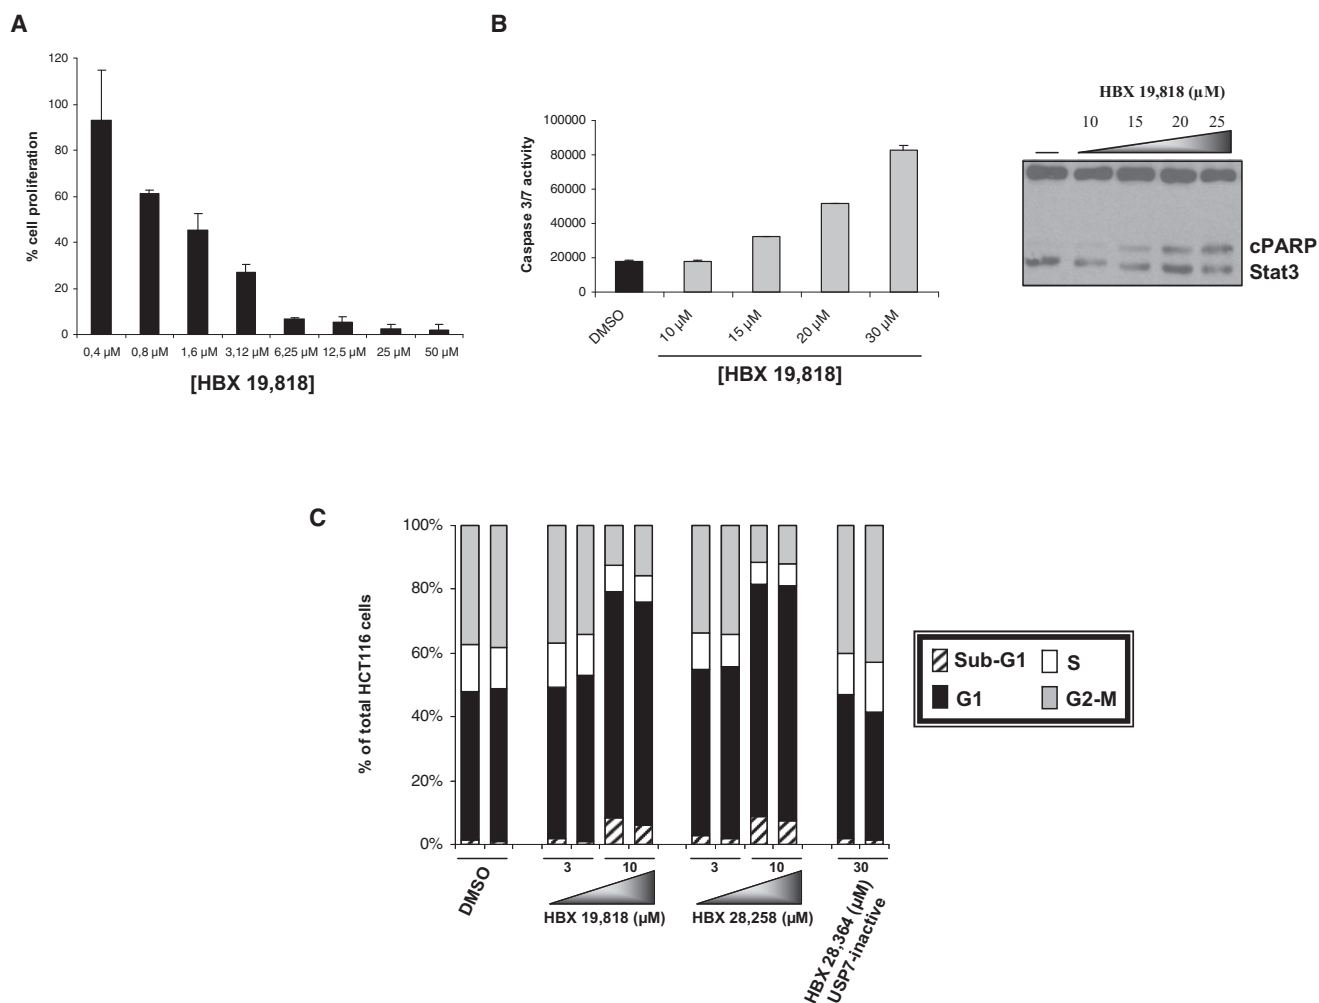 A
% cell proliferation
120
100
80
60
40
20
0
0,4 µM 0,8 µM 1,6 µM 3,12 µM 6,25 µM 12,5 µM 25 µM 50 µM
[HBX 19,818]
B
Caspase 3/7 activity
100000
80000
60000
40000
20000
0
DMSO 10 µM 15 µM 20 µM 30 µM
[HBX 19,818]
HBX 19,818 (µM)
10 15 20 25
cPARP
Stat3
C
% of total HCT116 cells
100%
80%
60%
40%
20%
0%
3 10 3 10 30
DMSO
HBX 19,818 (µM)
HBX 28,258 (µM)
HBX 28,364 (µM)
USP7-inactive
Sub-G1 S
G1 G2-M